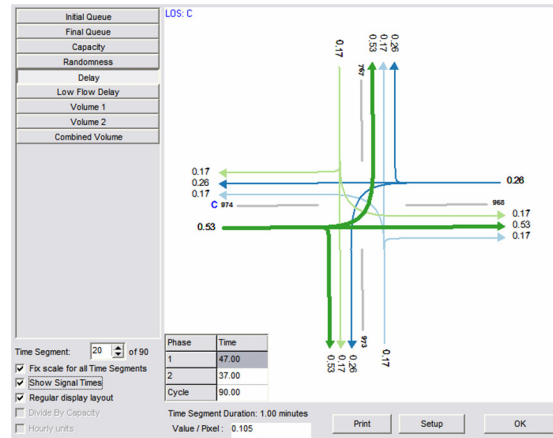 Initial Queue
Final Queue
Capacity
Randomness
Delay
Low Flow Delay
Volume 1
Volume 2
Combined Volume
Time Segment: 20 of 90
Fix scale for all Time Segments
Show Signal Times
Regular display layout
Divide By Capacity
Hourly units
LOS: C
0.17
0.53
0.17
0.26
767
0.17
0.26
0.17
C 974
0.53
0.26
968
0.17
0.53
0.17
973
0.53
0.17
0.26
0.17
Phase Time
1 47.00
2 37.00
Cycle 90.00
Time Segment Duration: 1.00 minutes
Value / Pixel : 0.105
Print
Setup
OK